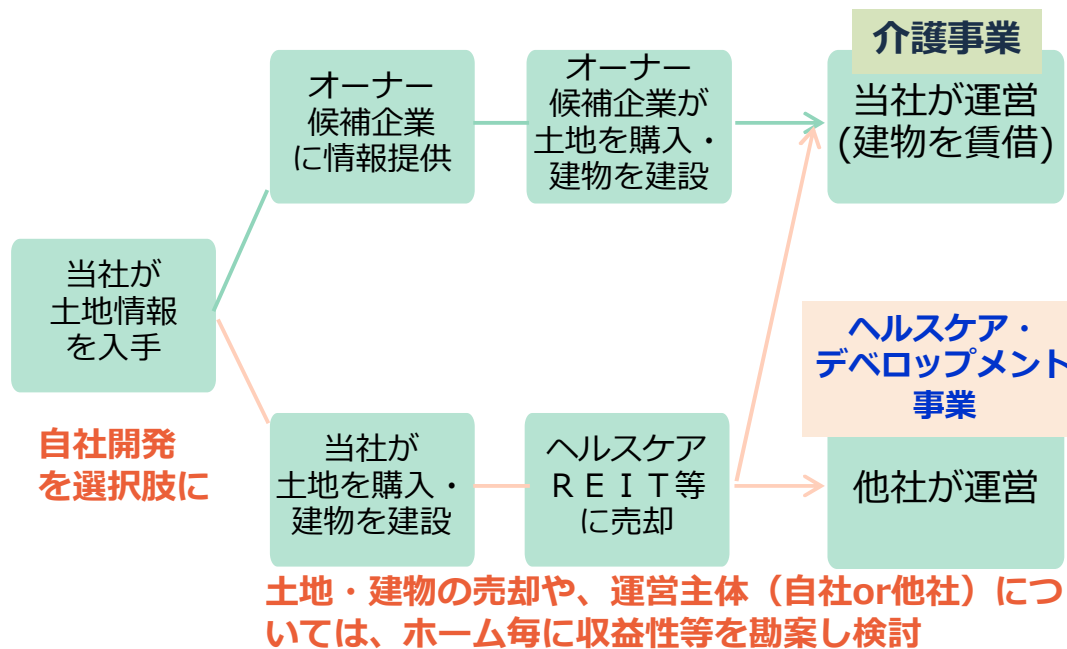 介護事業
オーナー
候補企業
に情報提供
オーナー
候補企業が
土地を購入・
建物を建設
当社が運営
(建物を賃借)
当社が
土地情報
を入手
自社開発
を選択肢に
当社が
土地を購入・
建物を建設
ヘルスケア
ＲＥＩＴ等
に売却
ヘルスケア・
デベロップメント
事業
他社が運営
土地・建物の売却や、運営主体（自社or他社）につ
いては、ホーム毎に収益性等を勘案し検討